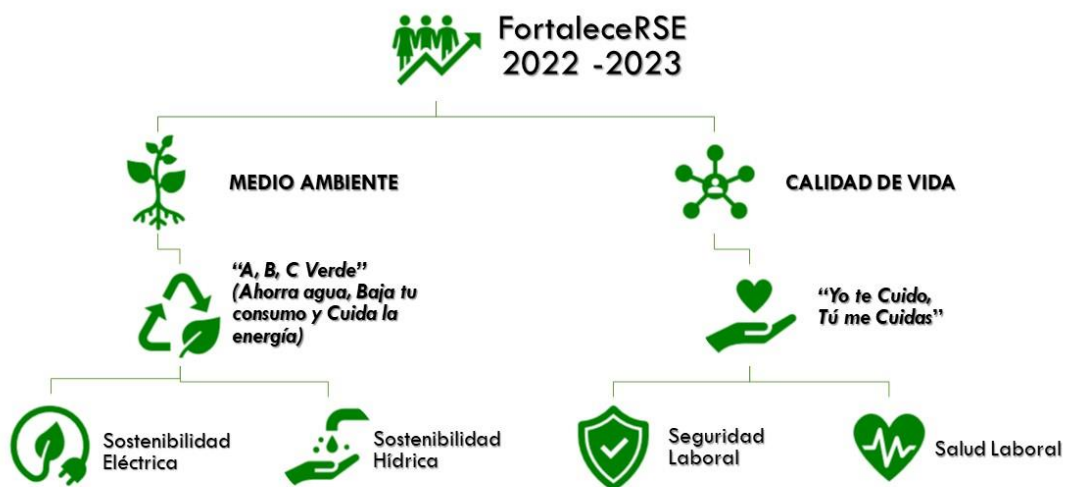 FortaleceRSE
2022 -2023
MEDIO AMBIENTE
CALIDAD DE VIDA
“A, B, C Verde”
(Ahorra agua, Baja tu
consumo y Cuida la
energía)
“Yo te Cuido,
Tú me Cuidas”
Sostenibilidad
Eléctrica
Sostenibilidad
Hídrica
Seguridad
Laboral
Salud Laboral